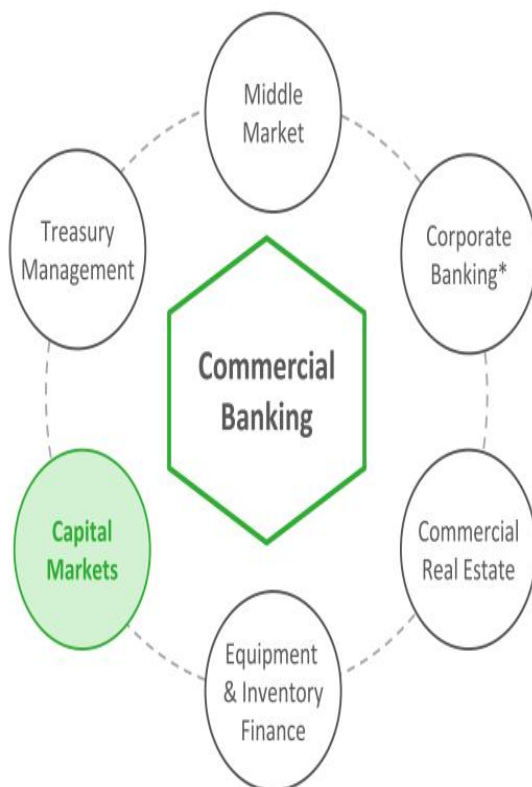 Middle
Market
Treasury
Management
Corporate
Banking*
Commercial
Banking
Capital
Markets
Commercial
Real Estate
Equipment
& Inventory
Finance